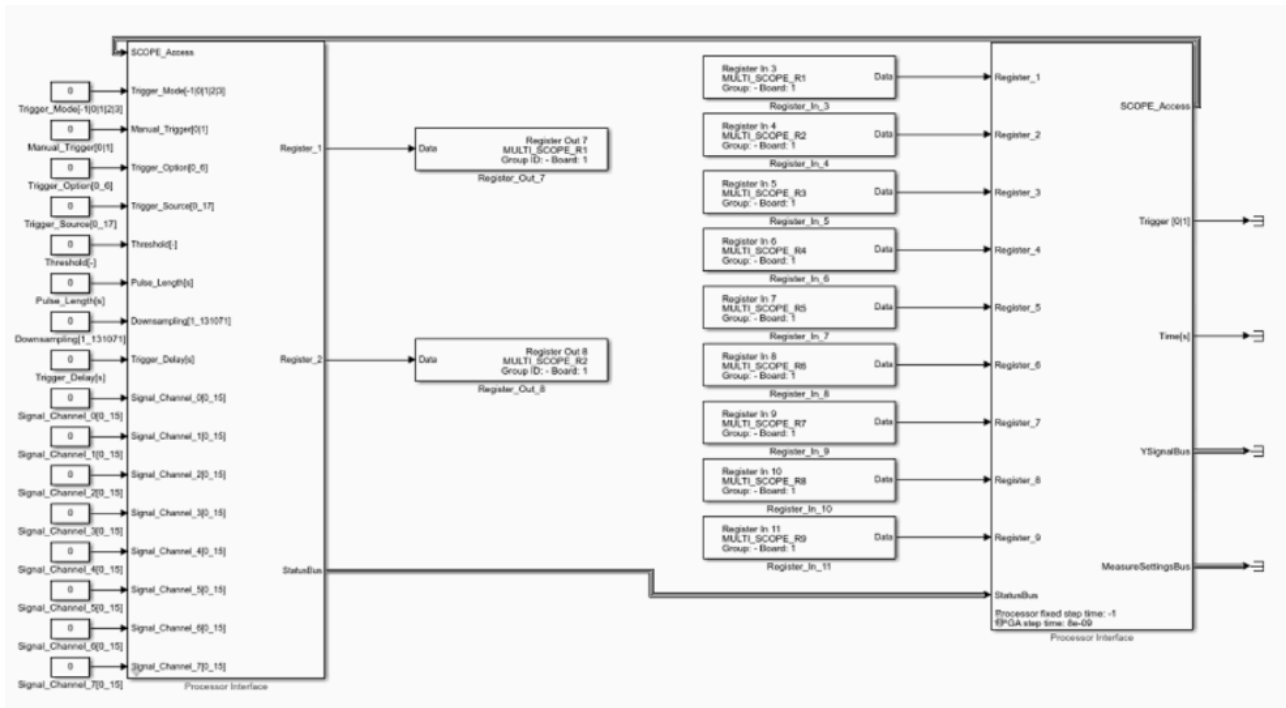 SCOPE_Access
0
Trigger_Mode[-1|0|1|2|3]
Trigger_Mode[-1|0|1|2|3]
0
Manual_Trigger[0|1]
Manual_Trigger[0|1]
0
Trigger_Option[0_6]
Trigger_Option[0_6]
0
Trigger_Source[0_17]
Trigger_Source[0_17]
0
Threshold[-]
Threshold[-]
0
Pulse_Length[s]
Pulse_Length[s]
0
Downsampling[1_131071]
Downsampling[1_131071]
0
Trigger_Delay[s]
Trigger_Delay[s]
0
Signal_Channel_0[0_15]
Signal_Channel_0[0_15]
0
Signal_Channel_1[0_15]
Signal_Channel_1[0_15]
0
Signal_Channel_2[0_15]
Signal_Channel_2[0_15]
0
Signal_Channel_3[0_15]
Signal_Channel_3[0_15]
0
Signal_Channel_4[0_15]
Signal_Channel_4[0_15]
0
Signal_Channel_5[0_15]
Signal_Channel_5[0_15]
0
Signal_Channel_6[0_15]
Signal_Channel_6[0_15]
0
Signal_Channel_7[0_15]
Signal_Channel_7[0_15]
Register_1
Register_2
StatusBus
Processor Interface
Data
Register Out 7
MULTI_SCOPE_R1
Group ID: - Board: 1
Register_Out_7
Data
Register Out 8
MULTI_SCOPE_R2
Group ID: - Board: 1
Register_Out_8
Register In 3
MULTI_SCOPE_R1
Group: - Board: 1
Data
Register_In_3
Register In 4
MULTI_SCOPE_R2
Group: - Board: 1
Data
Register_In_4
Register In 5
MULTI_SCOPE_R3
Group: - Board: 1
Data
Register_In_5
Register In 6
MULTI_SCOPE_R4
Group: - Board: 1
Data
Register_In_6
Register In 7
MULTI_SCOPE_R5
Group: - Board: 1
Data
Register_In_7
Register In 8
MULTI_SCOPE_R6
Group: - Board: 1
Data
Register_In_8
Register In 9
MULTI_SCOPE_R7
Group: - Board: 1
Data
Register_In_9
Register In 10
MULTI_SCOPE_R8
Group: - Board: 1
Data
Register_In_10
Register In 11
MULTI_SCOPE_R9
Group: - Board: 1
Data
Register_In_11
Register_1
Register_2
Register_3
Register_4
Register_5
Register_6
Register_7
Register_8
Register_9
StatusBus
SCOPE_Access
Trigger [0|1]
Time[s]
YSignalBus
MeasureSettingsBus
Processor fixed step time: -1
FPGA step time: 8e-09
Processor Interface